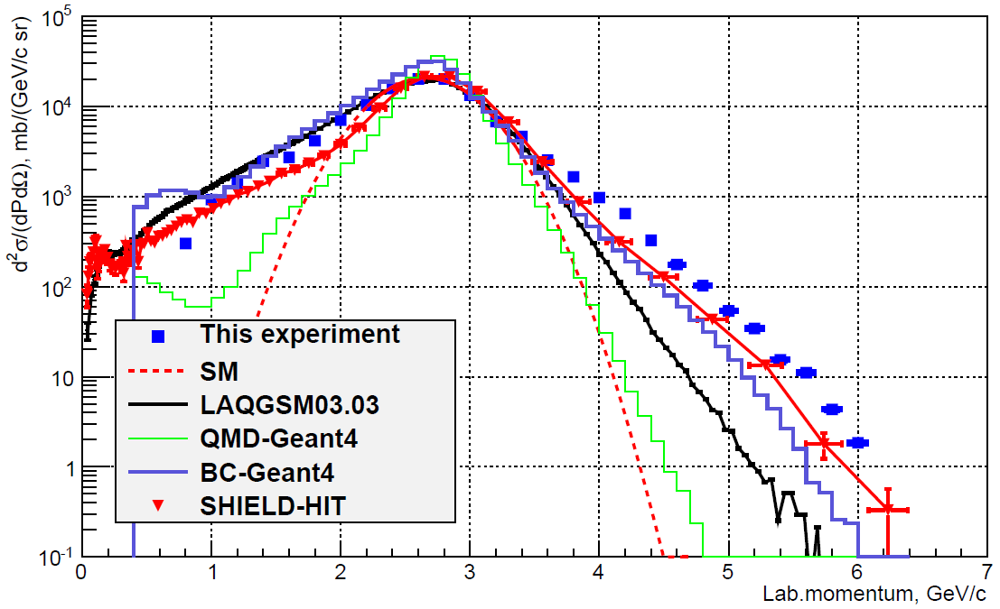 10^5
10^4
10^3
10^2
10
1
10^-1
d^2σ/(dPdΩ), mb/(GeV/c sr)
This experiment
SM
LAQGSM03.03
QMD-Geant4
BC-Geant4
SHIELD-HIT
0 1 2 3 4 5 6 7
Lab.momentum, GeV/c